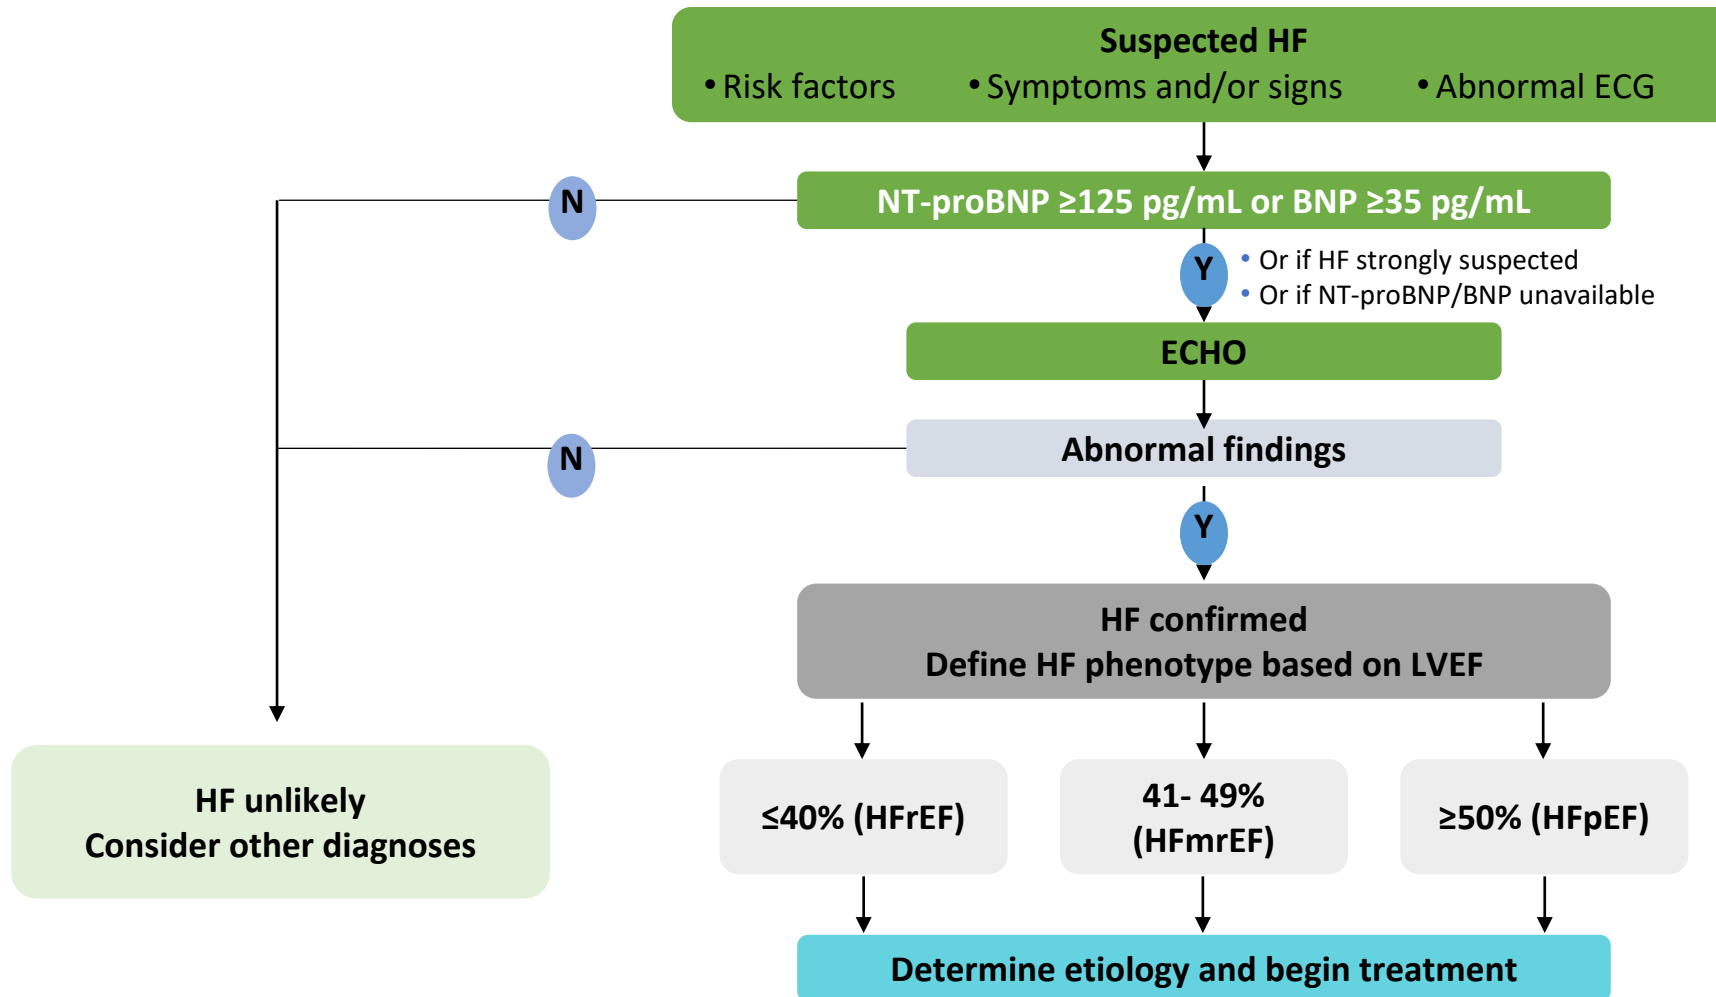 Suspected HF
• Risk factors • Symptoms and/or signs • Abnormal ECG
N
NT-proBNP ≥125 pg/mL or BNP ≥35 pg/mL
Y
• Or if HF strongly suspected
• Or if NT-proBNP/BNP unavailable
ECHO
N
Abnormal findings
Y
HF confirmed
Define HF phenotype based on LVEF
HF unlikely
Consider other diagnoses
≤40% (HFrEF)
41- 49%
(HFmrEF)
≥50% (HFpEF)
Determine etiology and begin treatment